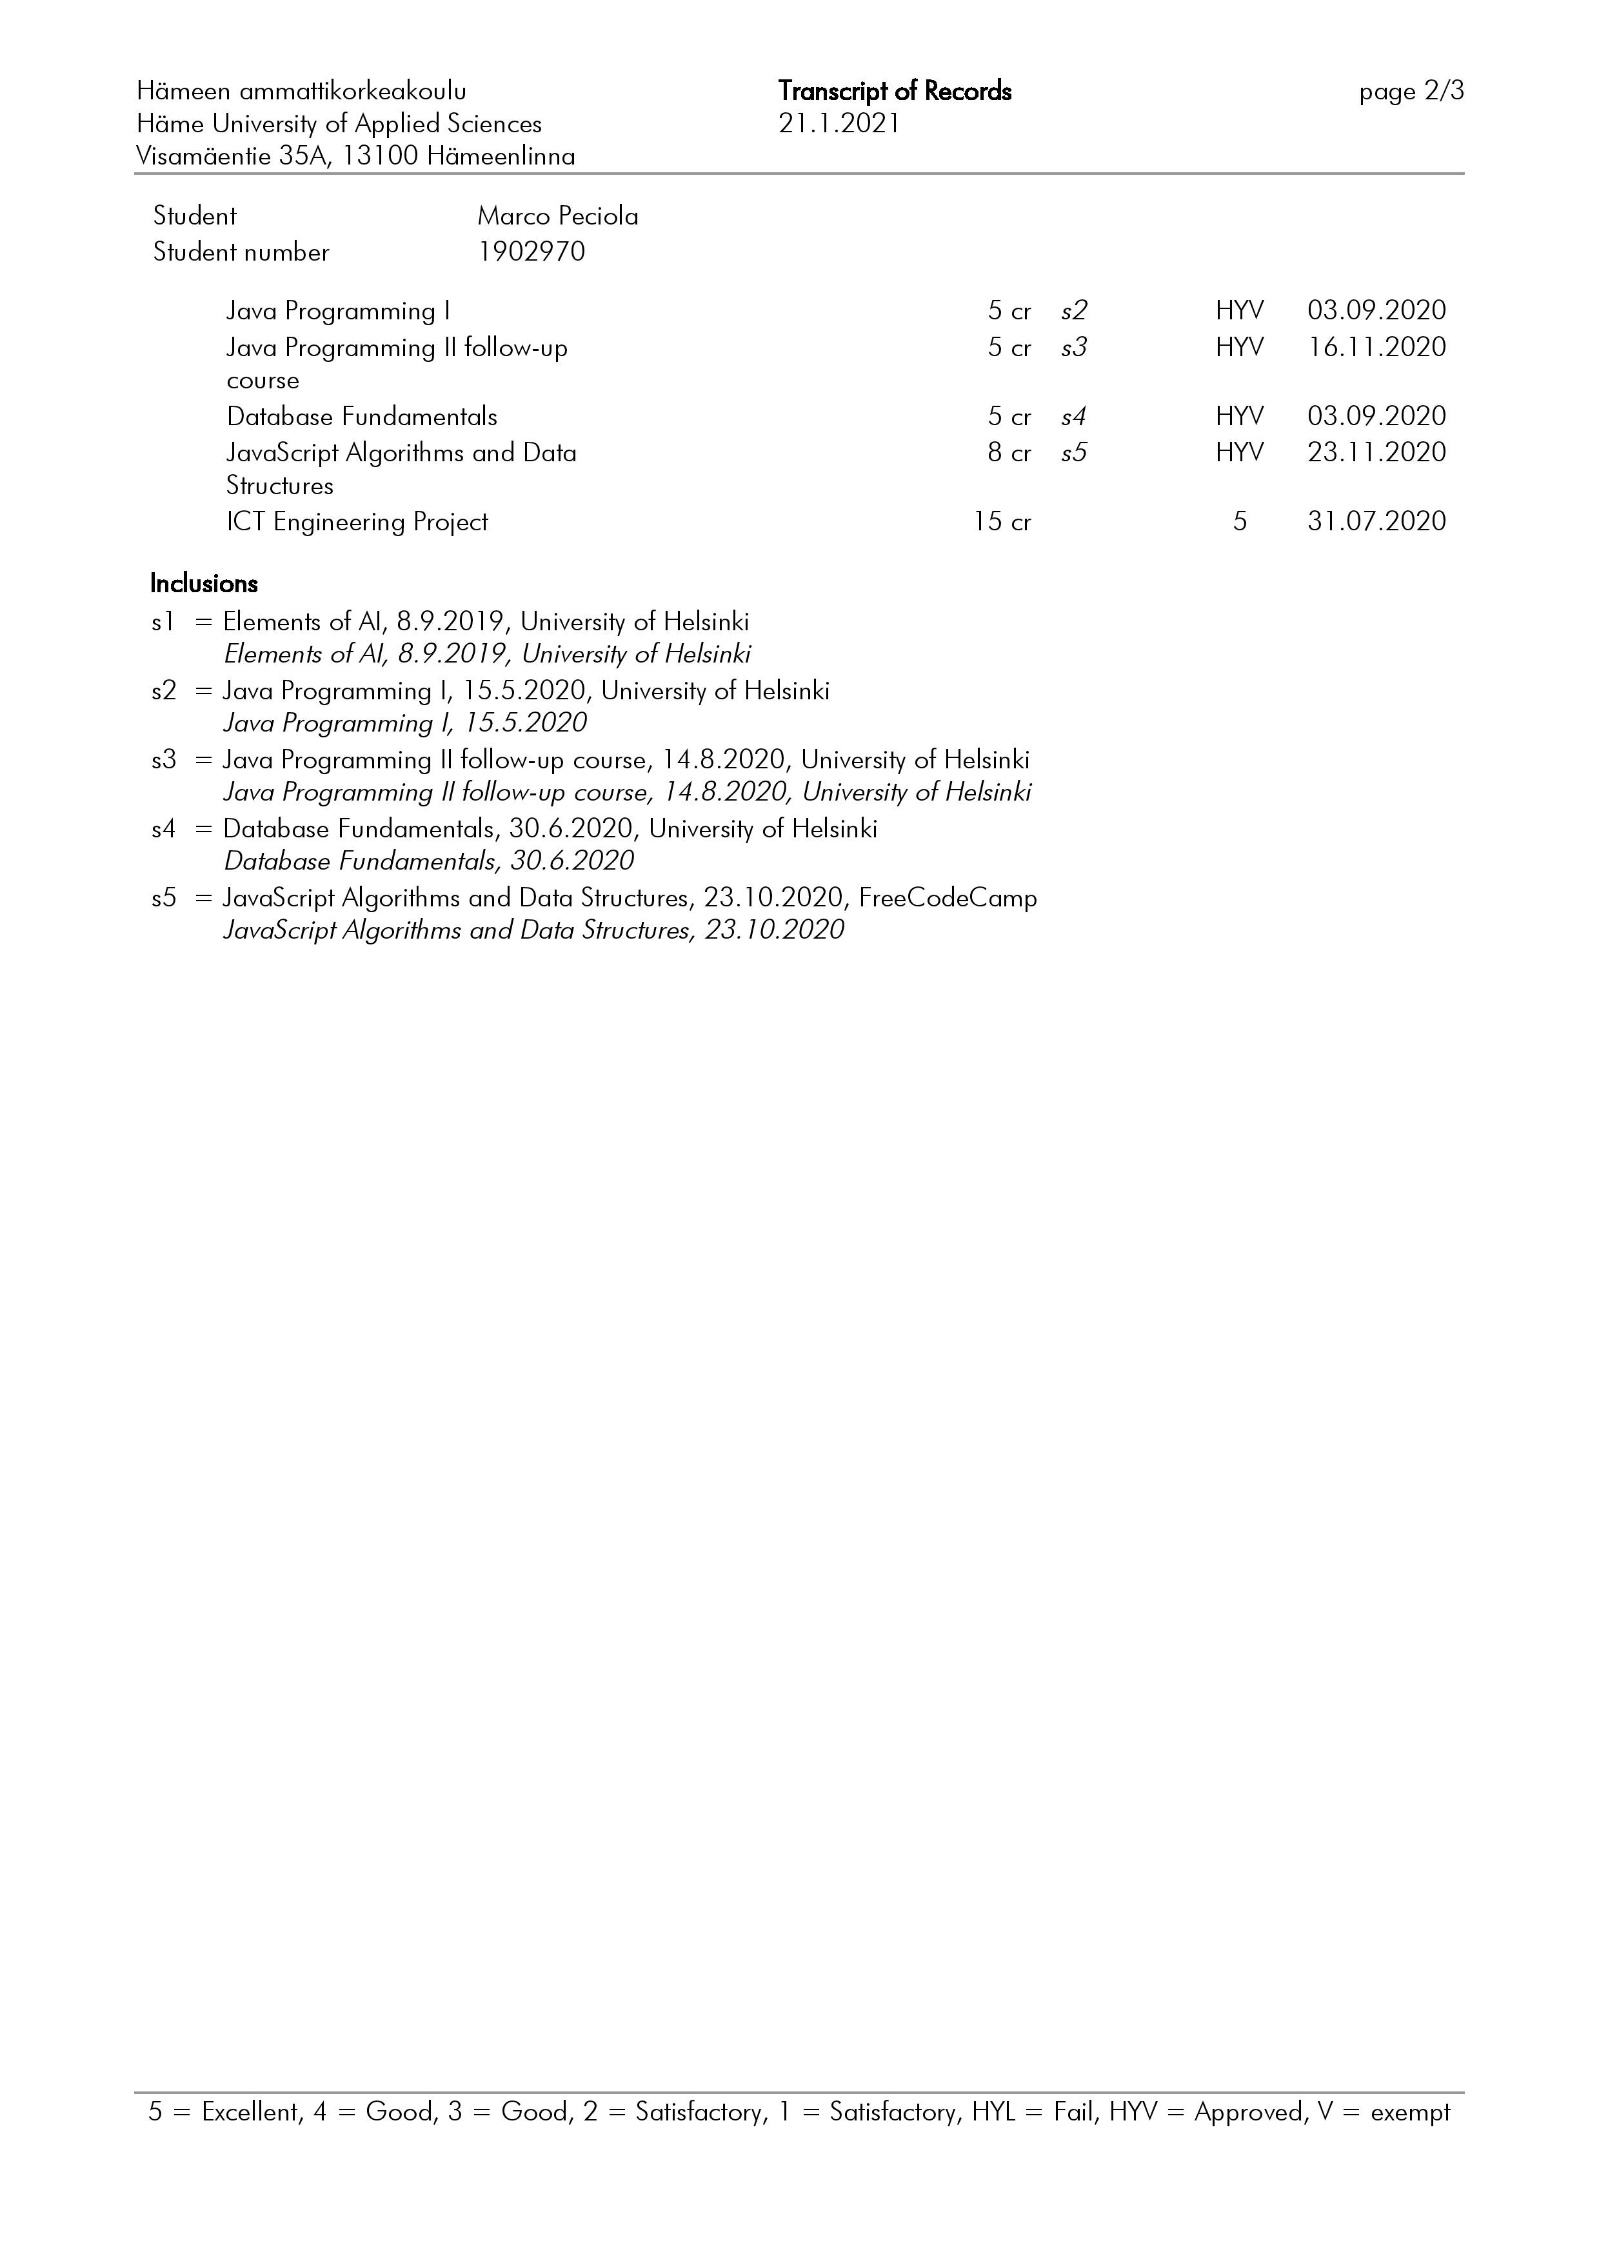 Hämeen ammattikorkeakoulu Transcript of Records page 2/3
Häme University of Applied Sciences 21.1.2021
Visamäentie 35A, 13100 Hämeenlinna
Student Marco Peciola
Student number 1902970
Java Programming I 5 cr s2 HYV 03.09.2020
Java Programming II follow-up 5 cr s3 HYV 16.11.2020
course
Database Fundamentals 5 cr s4 HYV 03.09.2020
JavaScript Algorithms and Data 8 cr s5 HYV 23.11.2020
Structures
ICT Engineering Project 15 cr 5 31.07.2020
Inclusions
s1 = Elements of AI, 8.9.2019, University of Helsinki
Elements of AI, 8.9.2019, University of Helsinki
s2 = Java Programming I, 15.5.2020, University of Helsinki
Java Programming I, 15.5.2020
s3 = Java Programming II follow-up course, 14.8.2020, University of Helsinki
Java Programming II follow-up course, 14.8.2020, University of Helsinki
s4 = Database Fundamentals, 30.6.2020, University of Helsinki
Database Fundamentals, 30.6.2020
s5 = JavaScript Algorithms and Data Structures, 23.10.2020, FreeCodeCamp
JavaScript Algorithms and Data Structures, 23.10.2020
5 = Excellent, 4 = Good, 3 = Good, 2 = Satisfactory, 1 = Satisfactory, HYL = Fail, HYV = Approved, V = exempt